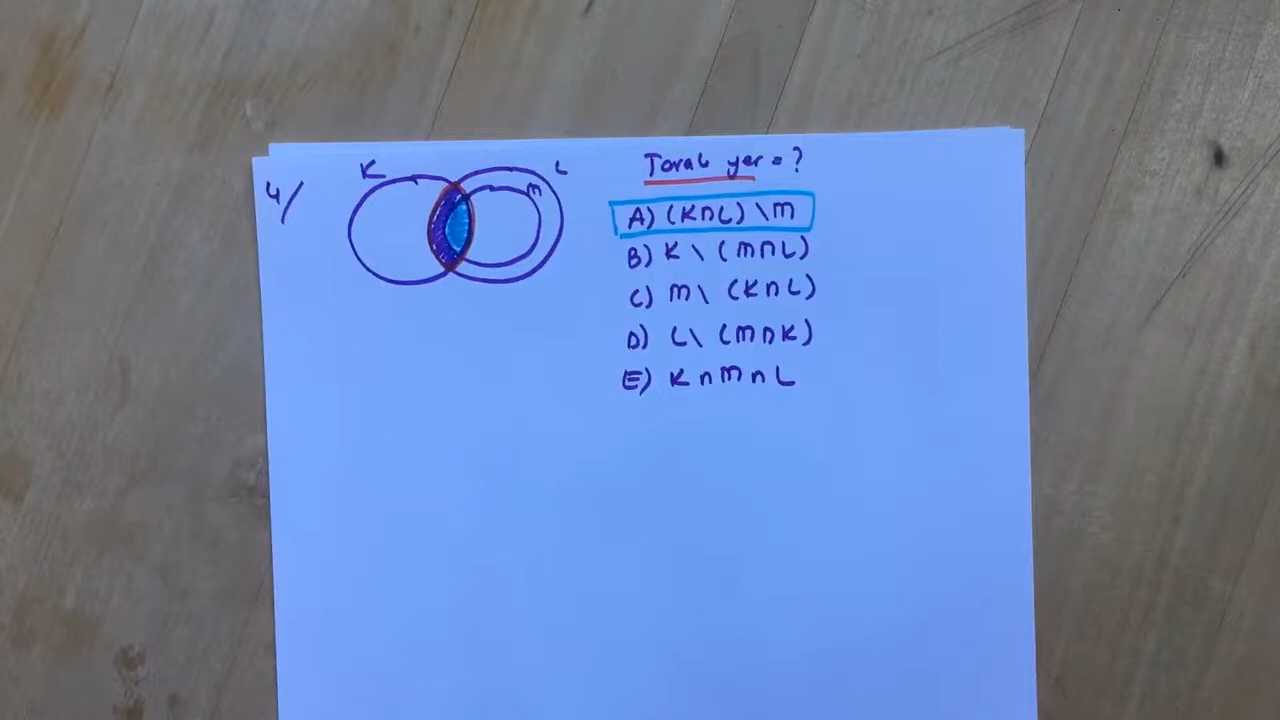 4/
K
L
m
Taralı yer = ?
A) (K∩L) \ m
B) K \ (m∩L)
C) m \ (K∩L)
D) L \ (m∩K)
E) K∩m∩L